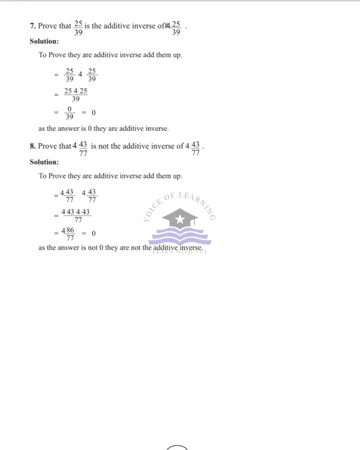 7. Prove that 25/39 is the additive inverse of 4 25/39 .
Solution:
To Prove they are additive inverse add them up.
= 25/39 4 25/39
= 25 4 25/39
= 0/39 = 0
as the answer is 0 they are additive inverse.
8. Prove that 4 43/77 is not the additive inverse of 4 43/77 .
Solution:
To Prove they are additive inverse add them up.
= 4 43/77 4 43/77
= 4 43 4 43/77
= 4 86/77 = 0
VOICE OF LEARNING
as the answer is not 0 they are not the additive inverse.